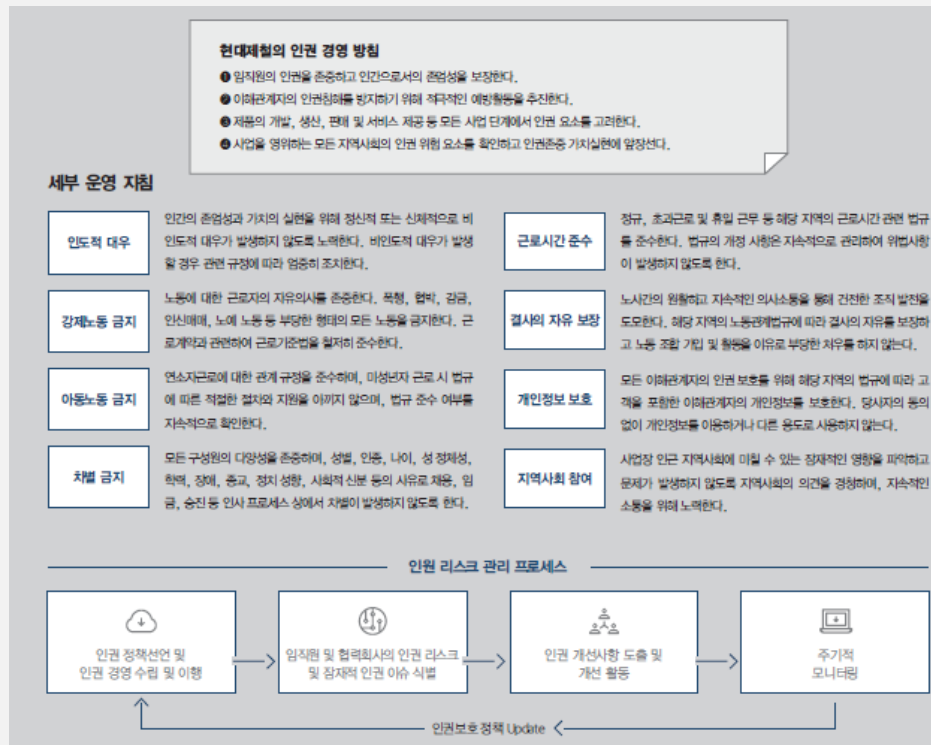 현대제철의 인권 경영 방침
❶ 임직원의 인권을 존중하고 인간으로서의 존엄성을 보장한다.
❷ 이해관계자의 인권침해를 방지하기 위해 적극적인 예방활동을 추진한다.
❸ 제품의 개발, 생산, 판매 및 서비스 제공 등 모든 사업 단계에서 인권 요소를 고려한다.
❹ 사업을 영위하는 모든 지역사회의 인권 위험 요소를 확인하고 인권존중 가치실현에 앞장선다.
세부 운영 지침
인도적 대우
인간의 존엄성과 가치의 실현을 위해 정신적 또는 신체적으로 비
인도적 대우가 발생하지 않도록 노력한다. 비인도적 대우가 발생
할 경우 관련 규정에 따라 엄중히 조치한다.
강제노동 금지
노동에 대한 근로자의 자유의사를 존중한다. 폭행, 협박, 감금,
인신매매, 노예 노동 등 부당한 형태의 모든 노동을 금지한다. 근
로계약과 관련하여 근로기준법을 철저히 준수한다.
아동노동 금지
연소자근로에 대한 관계 규정을 준수하며, 미성년자 근로 시 법규
에 따른 적절한 절차와 지원을 아끼지 않으며, 법규 준수 여부를
지속적으로 확인한다.
차별 금지
모든 구성원의 다양성을 존중하며, 성별, 인종, 나이, 성 정체성,
학력, 장애, 종교, 정치 성향, 사회적 신분 등의 사유로 채용, 임
금, 승진 등 인사 프로세스 상에서 차별이 발생하지 않도록 한다.
근로시간 준수
정규, 초과근로 및 휴일 근무 등 해당 지역의 근로시간 관련 법규
를 준수한다. 법규의 개정 사항은 지속적으로 관리하여 위법사항
이 발생하지 않도록 한다.
결사의 자유 보장
노사간의 원활하고 지속적인 의사소통을 통해 건전한 조직 발전을
도모한다. 해당 지역의 노동관계법규에 따라 결사의 자유를 보장하
고 노동 조합 가입 및 활동을 이유로 부당한 처우를 하지 않는다.
개인정보 보호
모든 이해관계자의 인권 보호를 위해 해당 지역의 법규에 따라 고
객을 포함한 이해관계자의 개인정보를 보호한다. 당사자의 동의
없이 개인정보를 이용하거나 다른 용도로 사용하지 않는다.
지역사회 참여
사업장 인근 지역사회에 미칠 수 있는 잠재적인 영향을 파악하고
문제가 발생하지 않도록 지역사회의 의견을 경청하며, 지속적인
소통을 위해 노력한다.
인원 리스크 관리 프로세스
인권 정책선언 및
인권 경영 수립 및 이행
임직원 및 협력회사의 인권 리스크
및 잠재적 인권 이슈 식별
인권 개선사항 도출 및
개선 활동
주기적
모니터링
인권보호 정책 Update